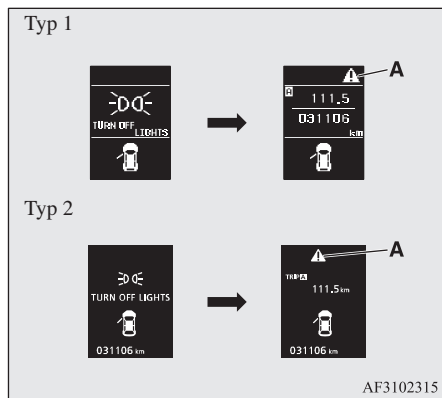 Typ 1
TURN OFF
LIGHTS
A
A
111.5
031106
km
Typ 2
TURN OFF LIGHTS
031106 km
A
TRIP A
111.5 km
031106 km
AF3102315